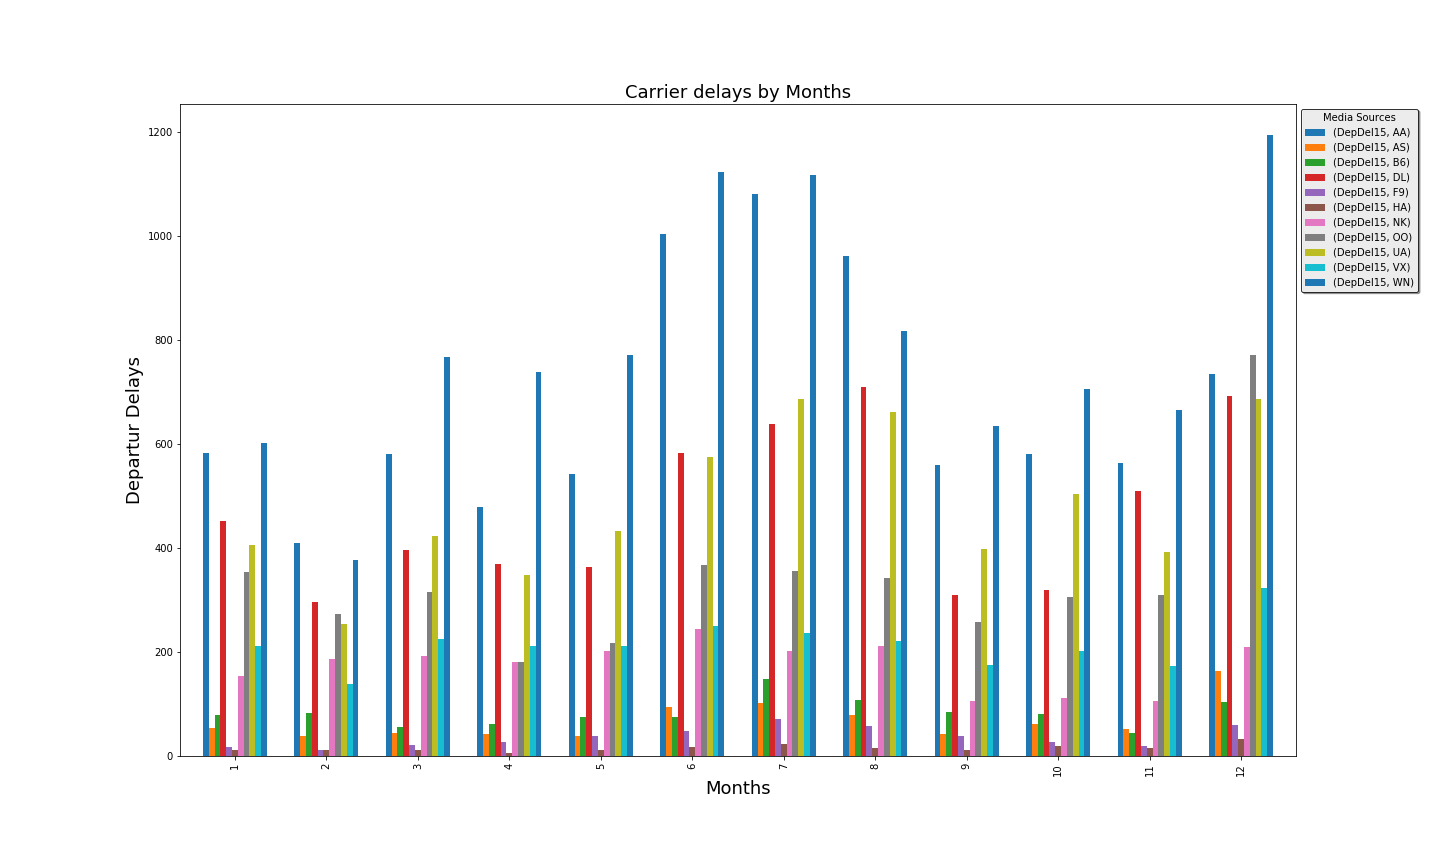 Carrier delays by Months
Media Sources
(DepDel15, AA)
(DepDel15, AS)
(DepDel15, B6)
(DepDel15, DL)
(DepDel15, F9)
(DepDel15, HA)
(DepDel15, NK)
(DepDel15, OO)
(DepDel15, UA)
(DepDel15, VX)
(DepDel15, WN)
Departur Delays
1200
1000
800
600
400
200
0
1 2 3 4 5 6 7 8 9 10 11 12
Months